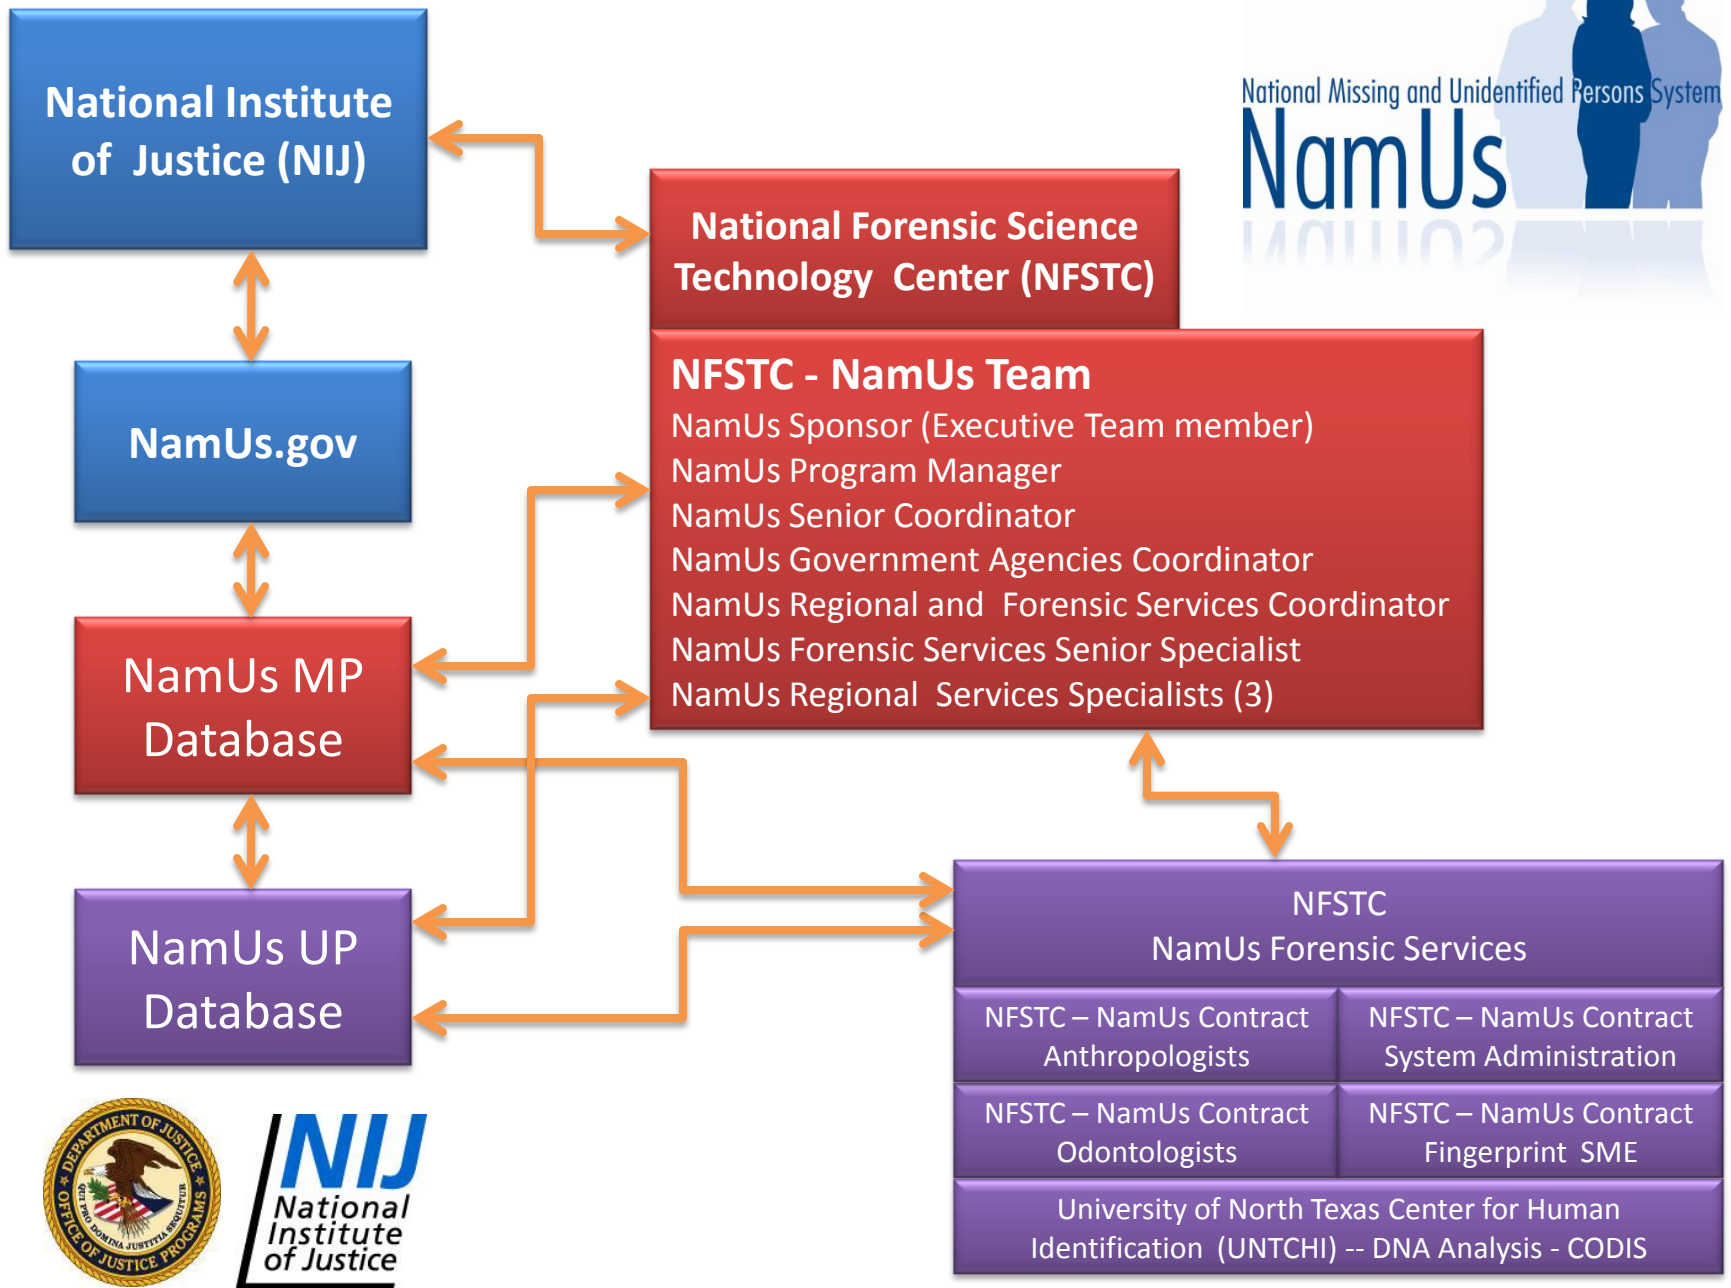 National Institute
of Justice (NIJ)
National Missing and Unidentified Persons System
NamUs
National Forensic Science
Technology Center (NFSTC)
NFSTC - NamUs Team
NamUs Sponsor (Executive Team member)
NamUs Program Manager
NamUs Senior Coordinator
NamUs Government Agencies Coordinator
NamUs Regional and Forensic Services Coordinator
NamUs Forensic Services Senior Specialist
NamUs Regional Services Specialists (3)
NamUs.gov
NamUs MP
Database
NamUs UP
Database
NFSTC
NamUs Forensic Services
NFSTC – NamUs Contract
Anthropologists
NFSTC – NamUs Contract
System Administration
NFSTC – NamUs Contract
Odontologists
NFSTC – NamUs Contract
Fingerprint SME
University of North Texas Center for Human
Identification (UNTCHI) -- DNA Analysis - CODIS
DEPARTMENT OF JUSTICE
OFFICE OF JUSTICE PROGRAMS
QUI PRO DOMINA JUSTITIA SEQUITUR
NIJ
National
Institute
of Justice